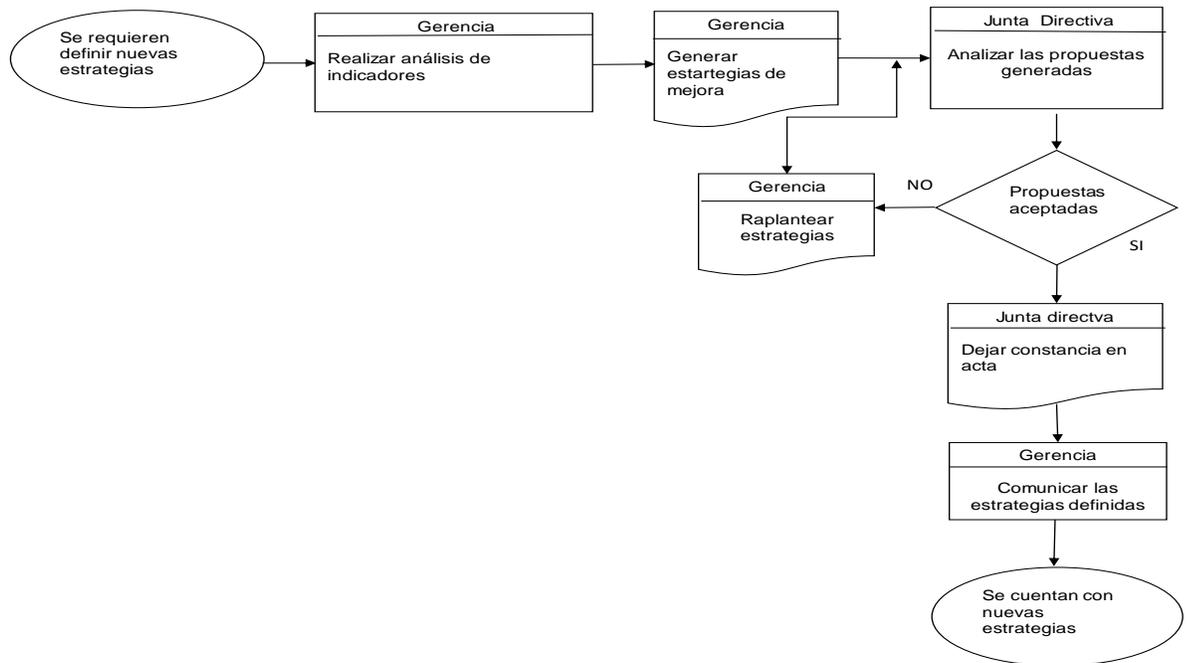 Se requieren
definir nuevas
estrategias
Gerencia
Realizar análisis de
indicadores
Gerencia
Generar
estartegias de
mejora
Junta Directiva
Analizar las propuestas
generadas
Gerencia
Raplantear
estrategias
NO
Propuestas
aceptadas
SI
Junta directva
Dejar constancia en
acta
Gerencia
Comunicar las
estrategias definidas
Se cuentan con
nuevas
estrategias